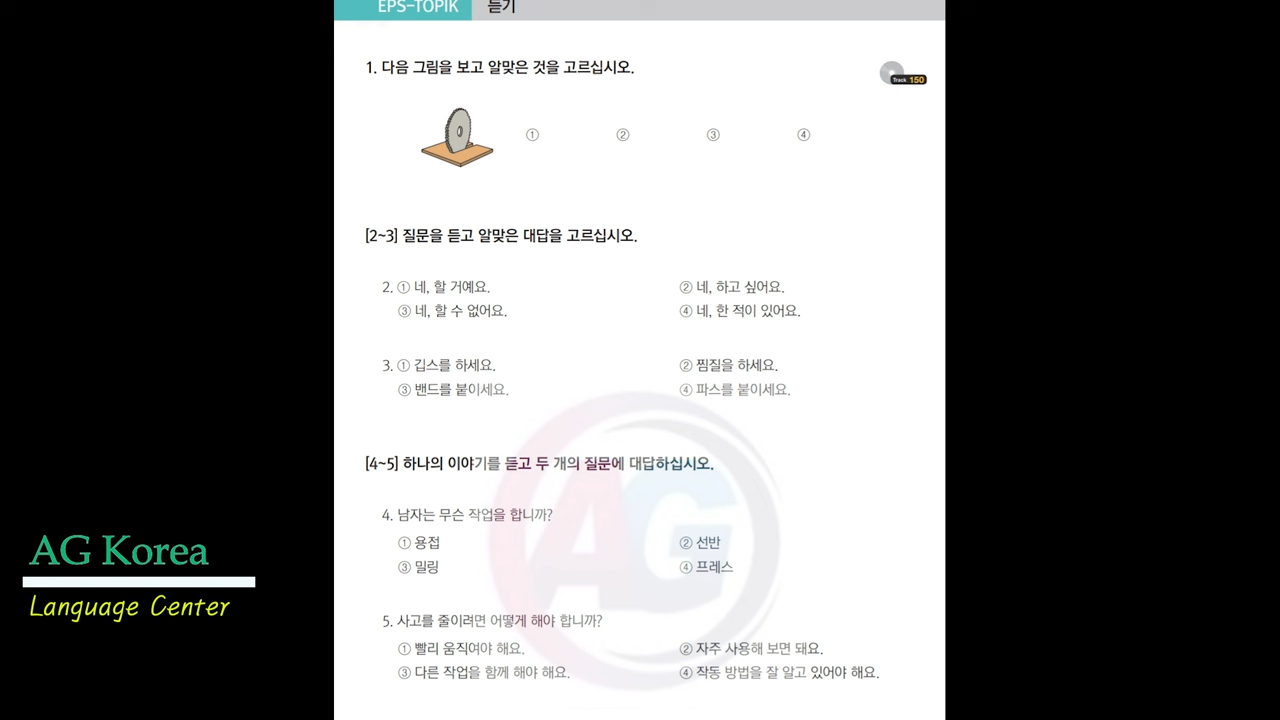 EPS-TOPIK 듣기
1. 다음 그림을 보고 알맞은 것을 고르십시오.
Track 150
① ② ③ ④
[2~3] 질문을 듣고 알맞은 대답을 고르십시오.
2. ① 네, 할 거예요. ② 네, 하고 싶어요.
③ 네, 할 수 없어요. ④ 네, 한 적이 있어요.
3. ① 깁스를 하세요. ② 찜질을 하세요.
③ 밴드를 붙이세요. ④ 파스를 붙이세요.
[4~5] 하나의 이야기를 듣고 두 개의 질문에 대답하십시오.
4. 남자는 무슨 작업을 합니까?
① 용접 ② 선반
③ 밀링 ④ 프레스
5. 사고를 줄이려면 어떻게 해야 합니까?
① 빨리 움직여야 해요. ② 자주 사용해 보면 돼요.
③ 다른 작업을 함께 해야 해요. ④ 작동 방법을 잘 알고 있어야 해요.
AG
AG Korea
Language Center